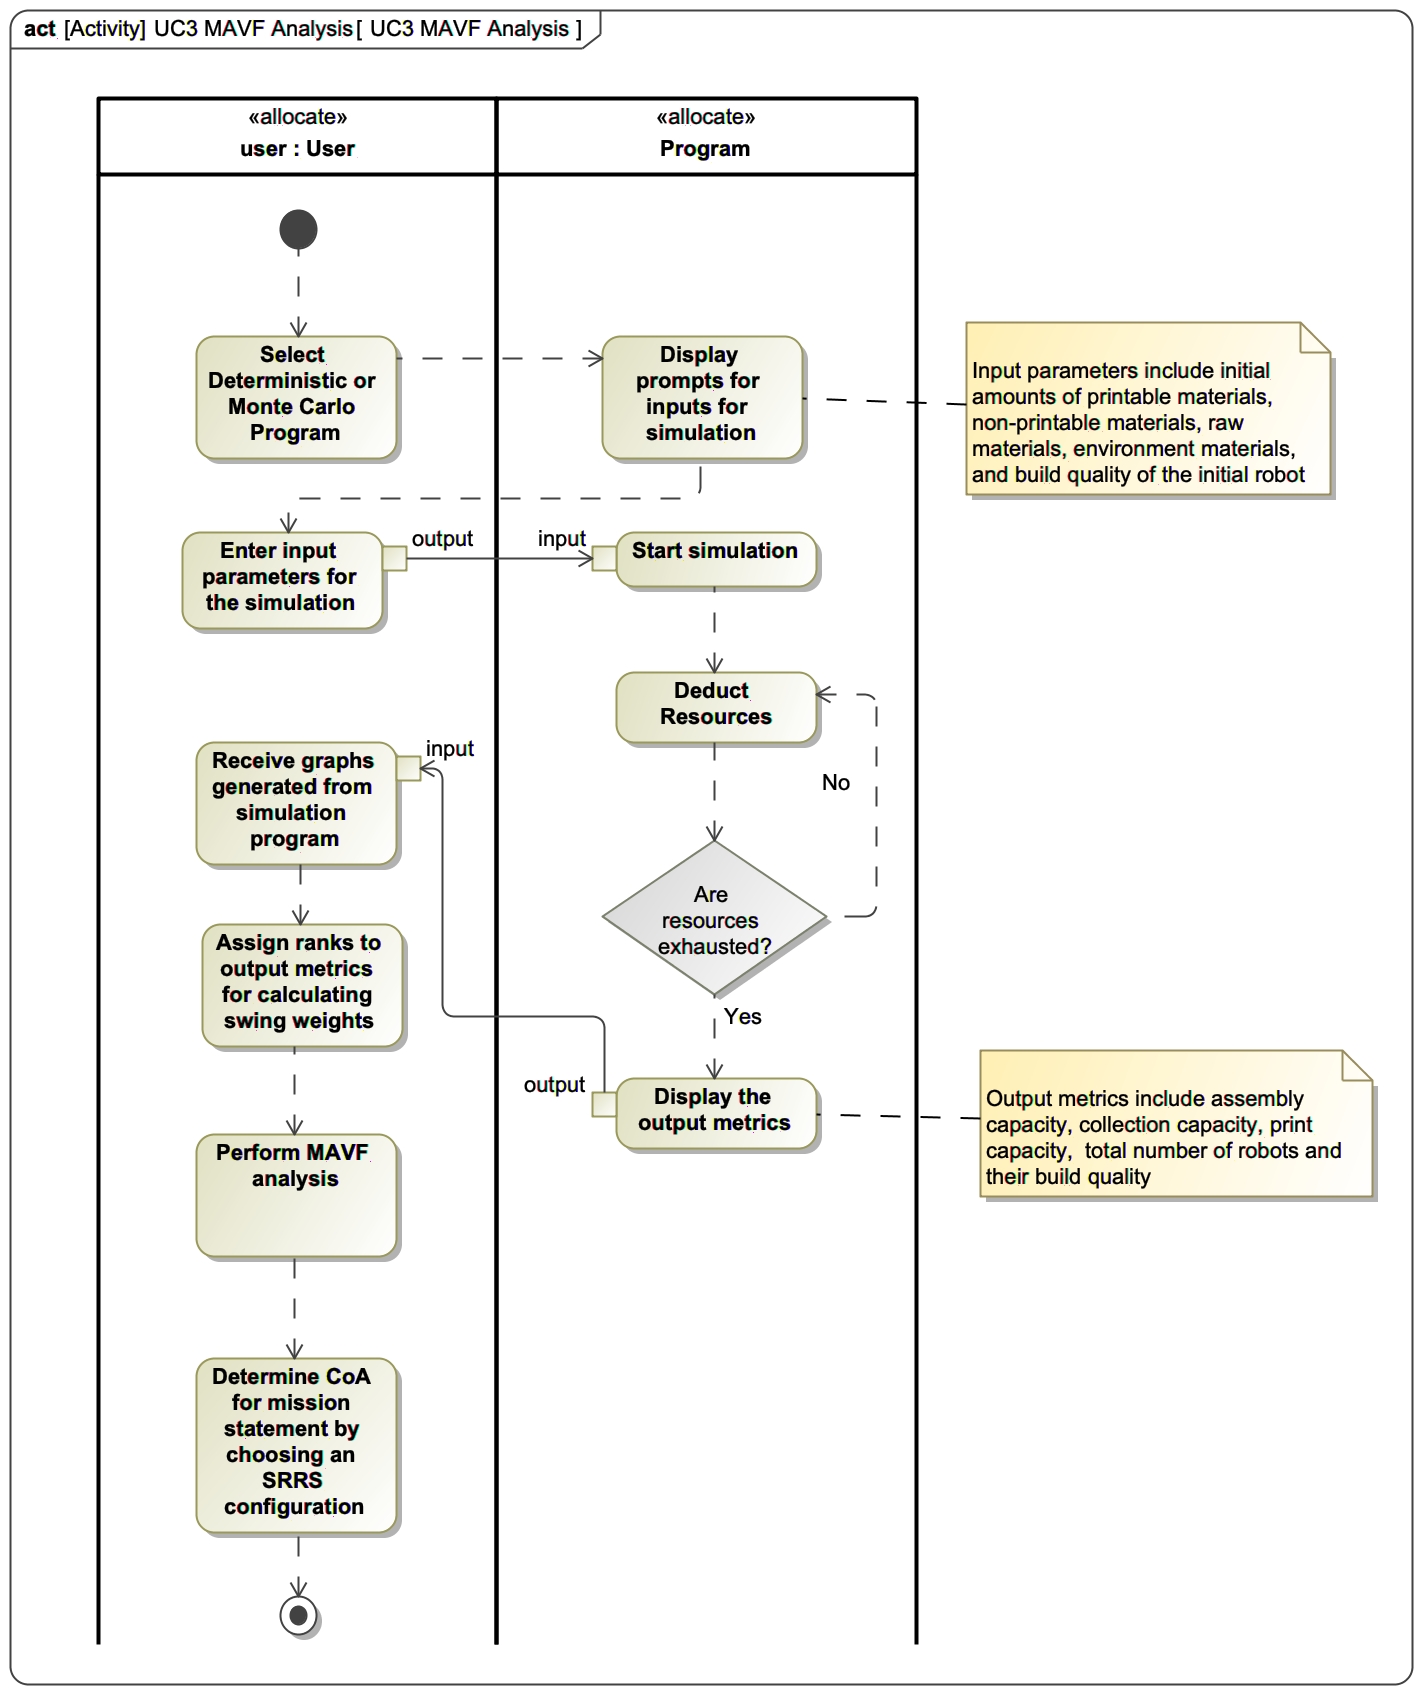 act [Activity] UC3 MAVF Analysis[ UC3 MAVF Analysis ]
«allocate»
user : User
«allocate»
Program
Select
Deterministic or
Monte Carlo
Program
Display
prompts for
inputs for
simulation
Input parameters include initial
amounts of printable materials,
non-printable materials, raw
materials, environment materials,
and build quality of the initial robot
Enter input
parameters for
the simulation
output
input
Start simulation
Deduct
Resources
No
Are
resources
exhausted?
Yes
Display the
output metrics
output
Output metrics include assembly
capacity, collection capacity, print
capacity, total number of robots and
their build quality
input
Receive graphs
generated from
simulation
program
Assign ranks to
output metrics
for calculating
swing weights
Perform MAVF
analysis
Determine CoA
for mission
statement by
choosing an
SRRS
configuration